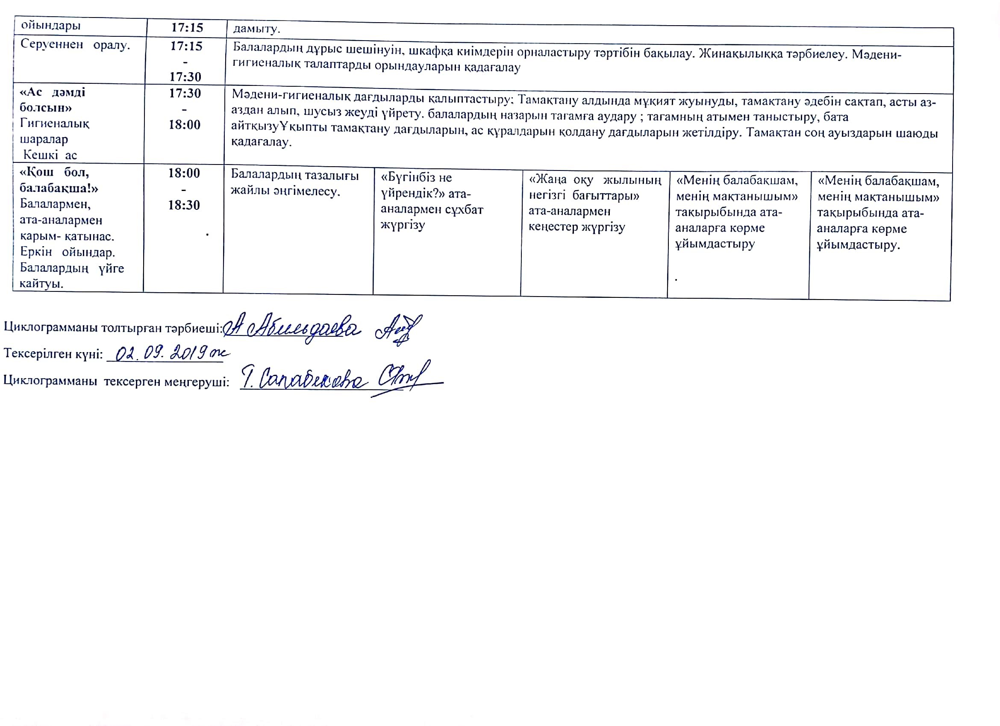 ойындары 17:15 дамыту.
Серуеннен оралу. 17:15
-
17:30
Балалардың дұрыс шешінуін, шкафқа киімдерін орналастыру тәртібін бақылау. Жинақылыққа тәрбиелеу. Мәдени-
гигиеналық талаптарды орындауларын қадағалау
«Ас дәмді
болсын»
Гигиеналық
шаралар
Кешкі ас
17:30
-
18:00
Мәдени-гигиеналық дағдыларды қалыптастыру; Тамақтану алдында мұқият жуынуды, тамақтану әдебін сақтап, асты аз-
аздан алып, шусыз жеуді үйрету. балалардың назарын тағамға аудару ; тағамның атымен таныстыру, бата
айтқызуҰқыпты тамақтану дағдыларын, ас құралдарын қолдану дағдыларын жетілдіру. Тамақтан соң ауыздарын шаюды
қадағалау.
«Қош бол,
балабақша!»
Балалармен,
ата-аналармен
қарым- қатынас.
Еркін ойындар.
Балалардың үйге
қайтуы.
18:00
-
18:30
Балалардың тазалығы
жайлы әңгімелесу.
«Бүгінбіз не
үйрендік?» ата-
аналармен сұхбат
жүргізу
«Жаңа оқу жылының
негізгі бағыттары»
ата-аналармен
кеңестер жүргізу
«Менің балабақшам,
менің мақтанышым»
тақырыбында ата-
аналарға көрме
ұйымдастыру
.
«Менің балабақшам,
менің мақтанышым»
тақырыбында ата-
аналарға көрме
ұйымдастыру.
Циклограмманы толтырған тәрбиеші: А Абильдаева
Тексерілген күні: 02.09.2019ж
Циклограмманы тексерген меңгеруші: Т. Сапабекова